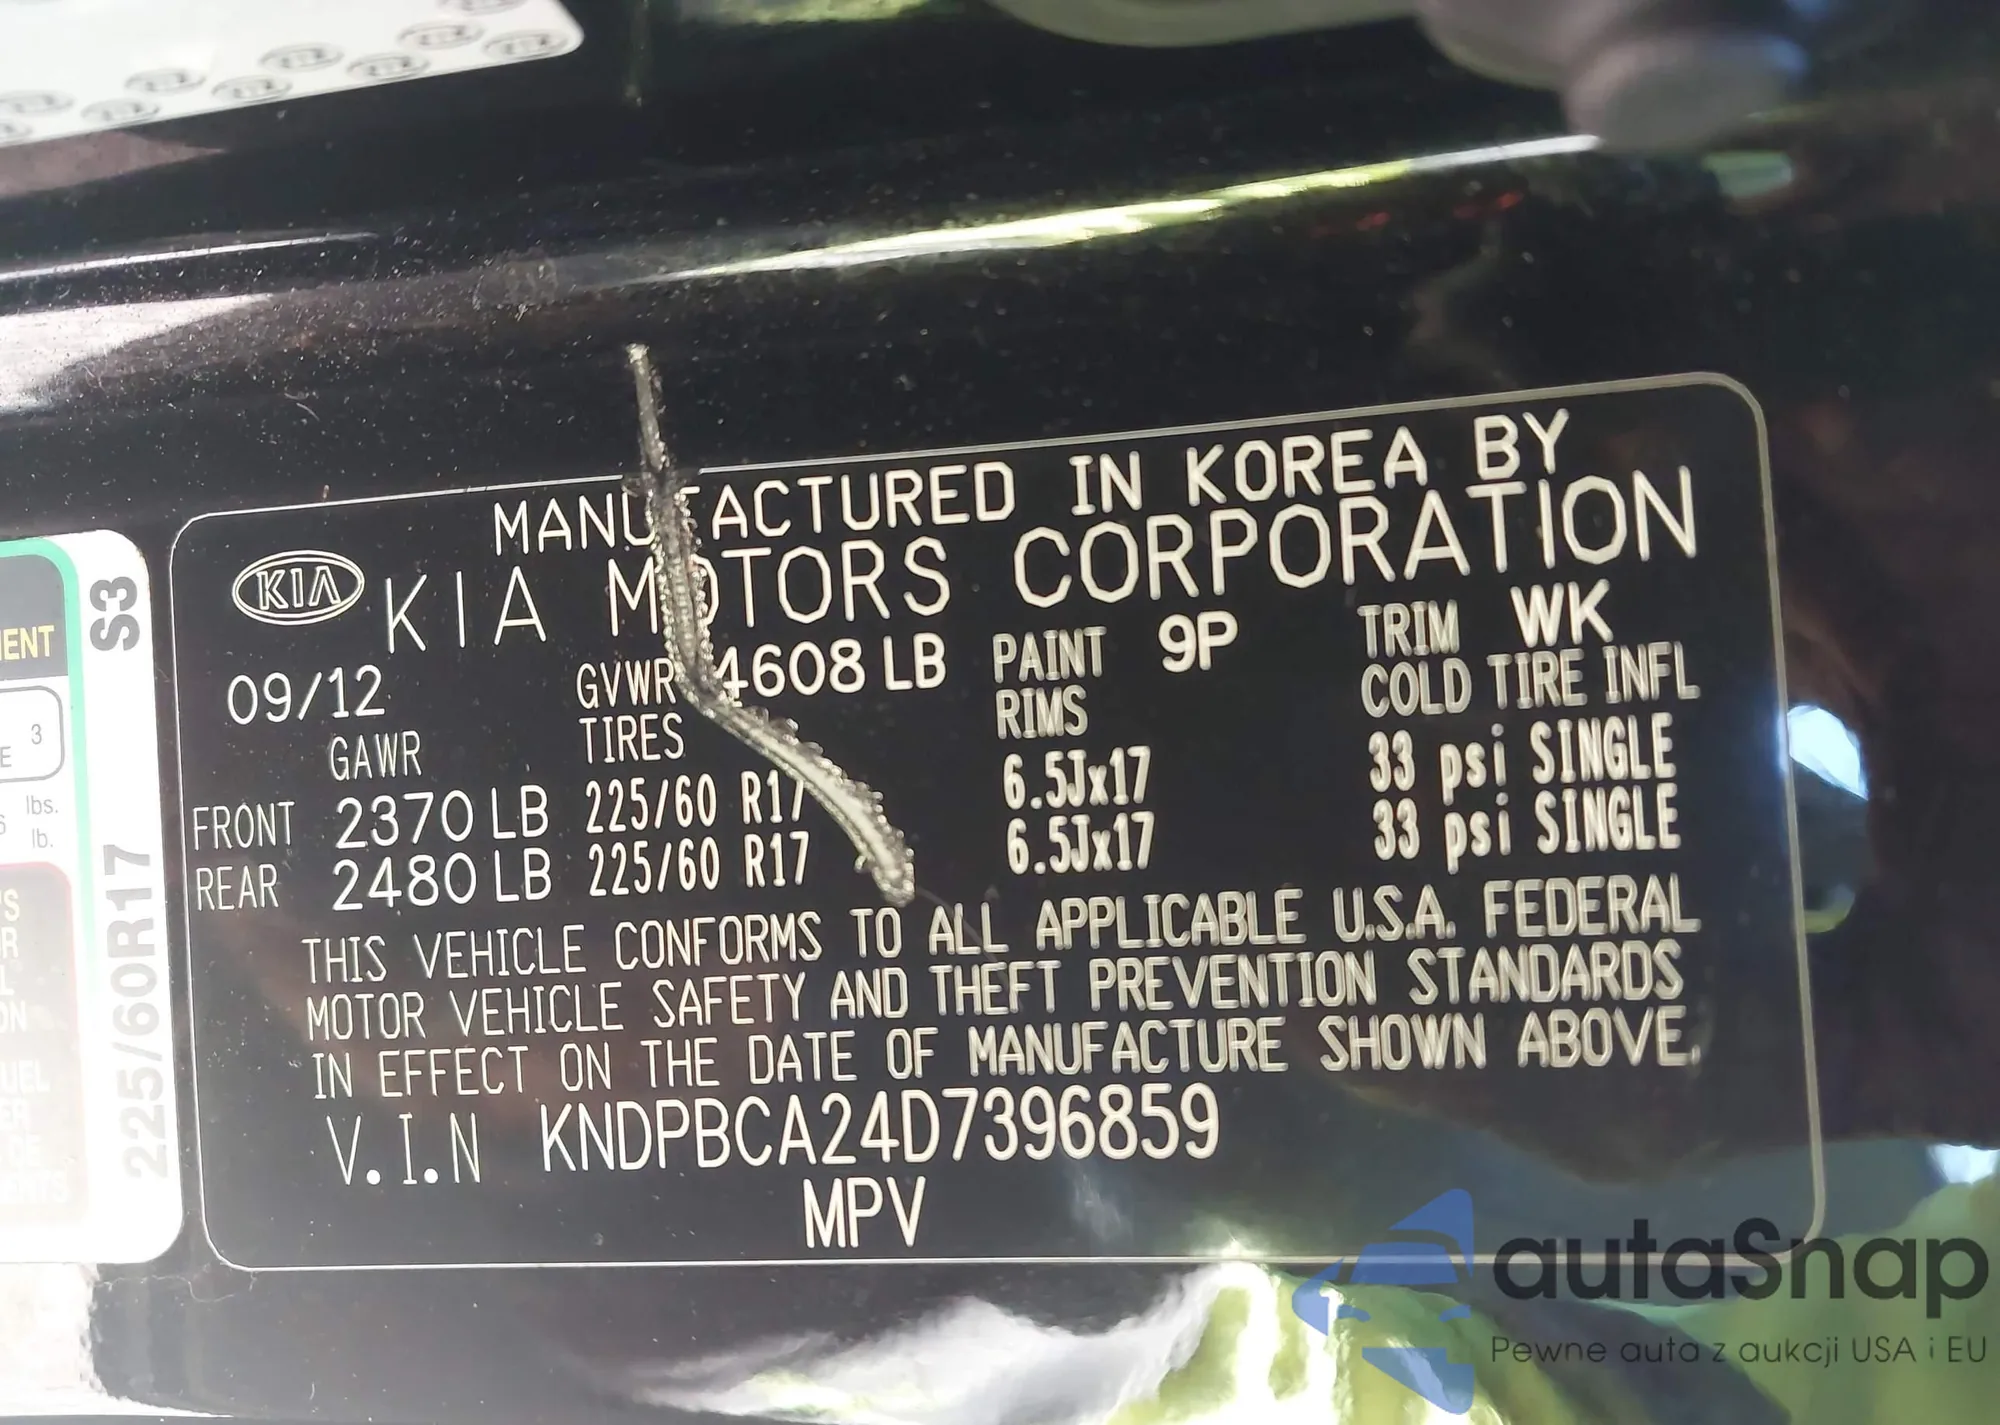 MANUFACTURED IN KOREA BY
KIA KIA MOTORS CORPORATION
09/12 GVWR 4608 LB PAINT 9P TRIM WK
GAWR TIRES RIMS COLD TIRE INFL
FRONT 2370 LB 225/60 R17 6.5Jx17 33 psi SINGLE
REAR 2480 LB 225/60 R17 6.5Jx17 33 psi SINGLE
THIS VEHICLE CONFORMS TO ALL APPLICABLE U.S.A. FEDERAL
MOTOR VEHICLE SAFETY AND THEFT PREVENTION STANDARDS
IN EFFECT ON THE DATE OF MANUFACTURE SHOWN ABOVE.
V.I.N KNDPBCA24D7396859
MPV
S3
225/60R17
3
lbs.
lb.
autaSnap
Pewne auta z aukcji USA i EU